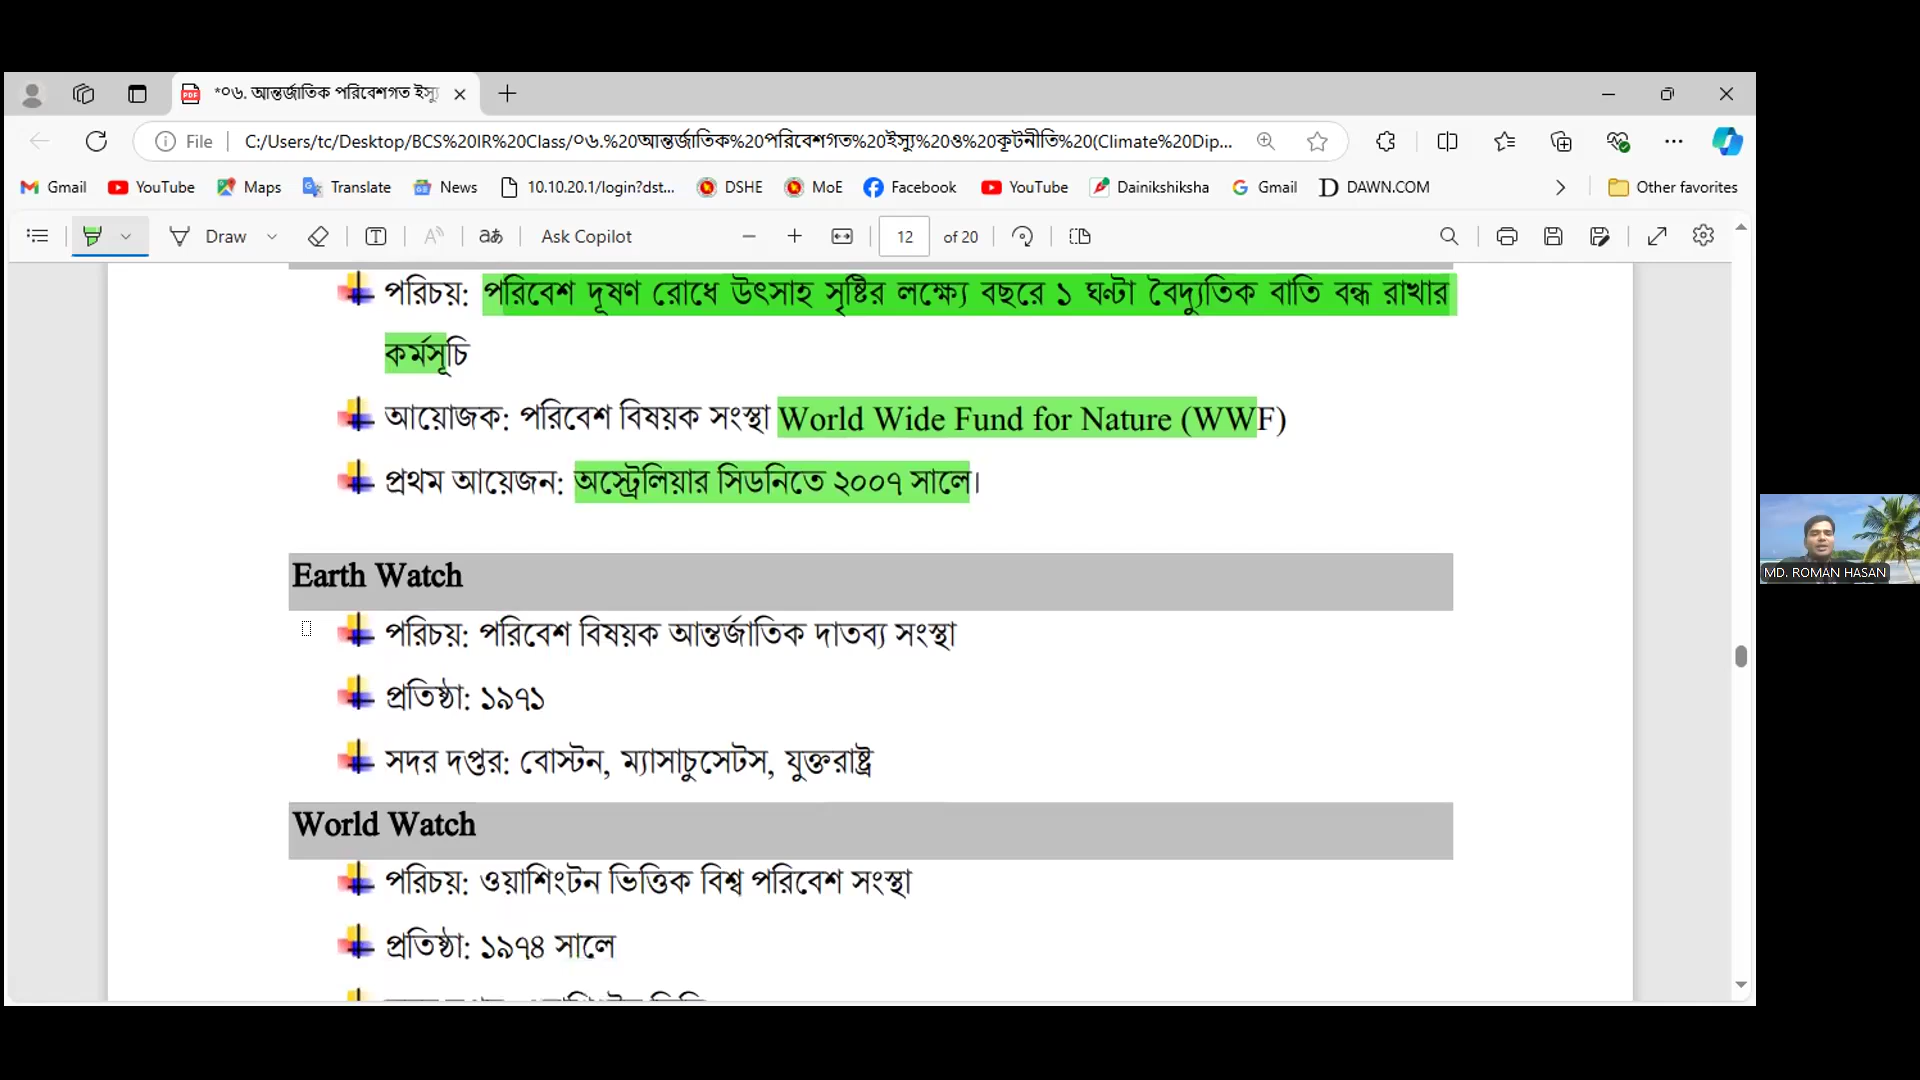 *০৬. আন্তর্জাতিক পরিবেশগত ইস্যু
File C:/Users/tc/Desktop/BCS%20IR%20Class/০৬.%20আন্তর্জাতিক%20পরিবেশগত%20ইস্যু%20ও%20কূটনীতি%20(Climate%20Dip...
Gmail YouTube Maps Translate News 10.10.20.1/login?dst... DSHE MoE Facebook YouTube Dainikshiksha Gmail DAWN.COM Other favorites
Draw Ask Copilot 12 of 20
পরিচয়: পরিবেশ দূষণ রোধে উৎসাহ সৃষ্টির লক্ষ্যে বছরে ১ ঘণ্টা বৈদ্যুতিক বাতি বন্ধ রাখার
কর্মসূচি
আয়োজক: পরিবেশ বিষয়ক সংস্থা World Wide Fund for Nature (WWF)
প্রথম আয়েজন: অস্ট্রেলিয়ার সিডনিতে ২০০৭ সালে।
Earth Watch
পরিচয়: পরিবেশ বিষয়ক আন্তর্জাতিক দাতব্য সংস্থা
প্রতিষ্ঠা: ১৯৭১
সদর দপ্তর: বোস্টন, ম্যাসাচুসেটস, যুক্তরাষ্ট্র
MD. ROMAN HASAN
World Watch
পরিচয়: ওয়াশিংটন ভিত্তিক বিশ্ব পরিবেশ সংস্থা
প্রতিষ্ঠা: ১৯৭৪ সালে